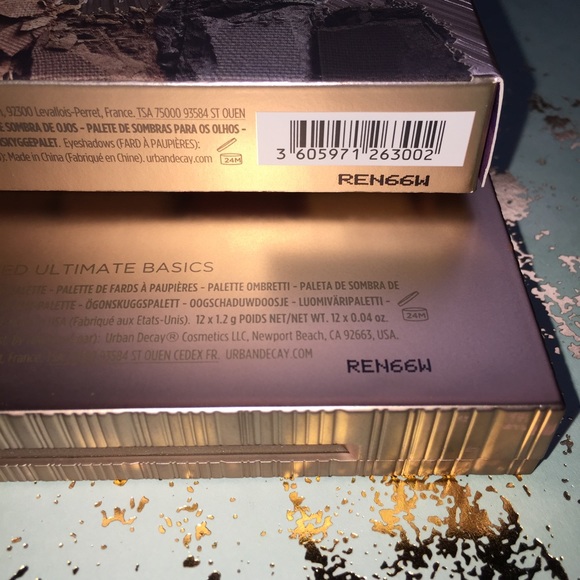 92300 Levallois-Perret, France. TSA 75000 93584 ST OUEN
SOMBRA DE OJOS - PALETTE DE SOMBRAS PARA OS OLHOS -
SKYGGEPALET. Eyeshadows (FARD À PAUPIÈRES):
Made in China (Fabriqué en Chine). urbandecay.com
24M
3 605971 263002
REN66W
ED ULTIMATE BASICS
PALETTE - PALETTE DE FARDS À PAUPIÈRES - PALETTE OMBRETTI - PALETA DE SOMBRA DE
PALETTE - ÖGONSKUGGSPALETT - OOGSCHADUWDOOSJE - LUOMIVÄRIPALETTI -
(Fabriqué aux Etats-Unis). 12 x 1.2 g POIDS NET/NET WT. 12 x 0.04 oz.
24M
Urban Decay® Cosmetics LLC, Newport Beach, CA 92663, USA.
93584 ST OUEN CEDEX FR. URBANDECAY.COM
REN66W